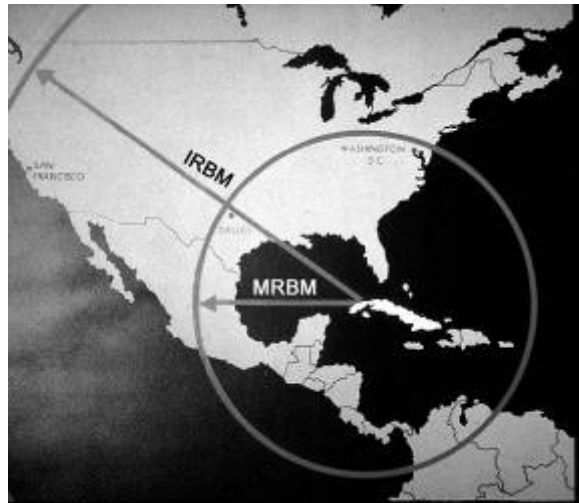 IRBM
WASHINGTON
D.C.
SAN
FRANCISCO
DALLAS
MRBM